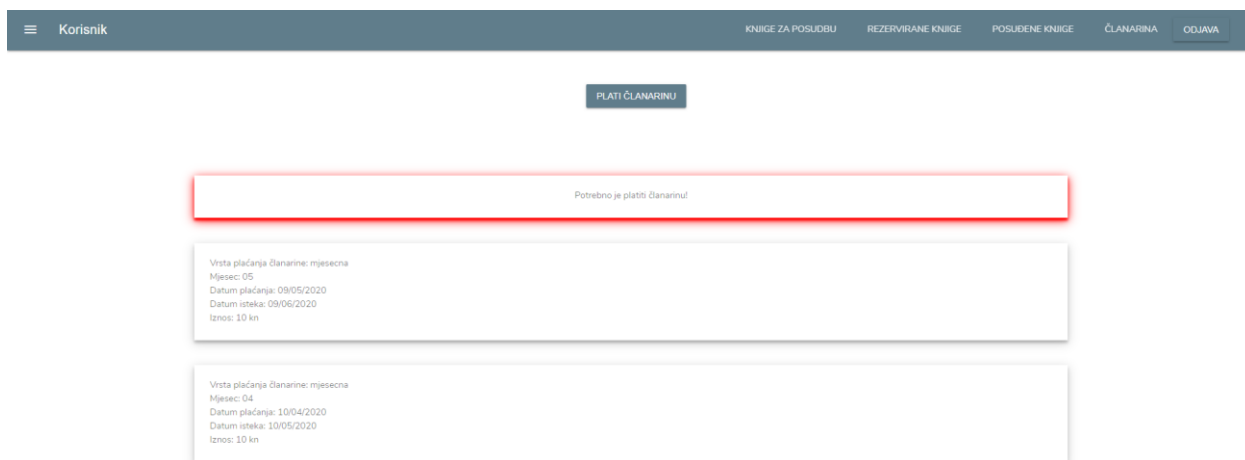 Korisnik
KNJIGE ZA POSUDBU
REZERVIRANE KNJIGE
POSUĐENE KNJIGE
ČLANARINA
ODJAVA
PLATI ČLANARINU
Potrebno je platiti članarinu!
Vrsta plaćanja članarine: mjesecna
Mjesec: 05
Datum plaćanja: 09/05/2020
Datum isteka: 09/06/2020
Iznos: 10 kn
Vrsta plaćanja članarine: mjesecna
Mjesec: 04
Datum plaćanja: 10/04/2020
Datum isteka: 10/05/2020
Iznos: 10 kn